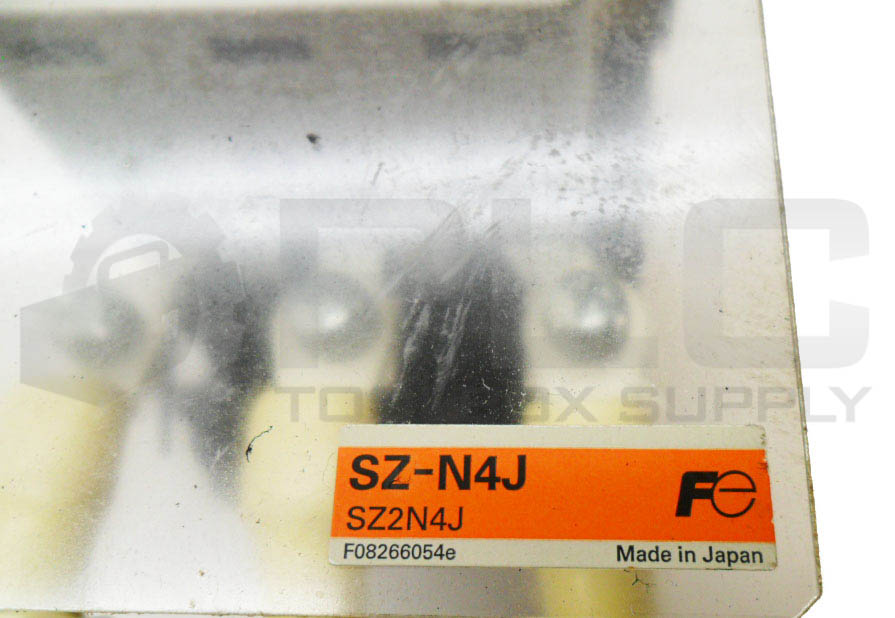 PLC
TOOLBOX SUPPLY
SZ-N4J
SZ2N4J
Fe
F08266054e
Made in Japan